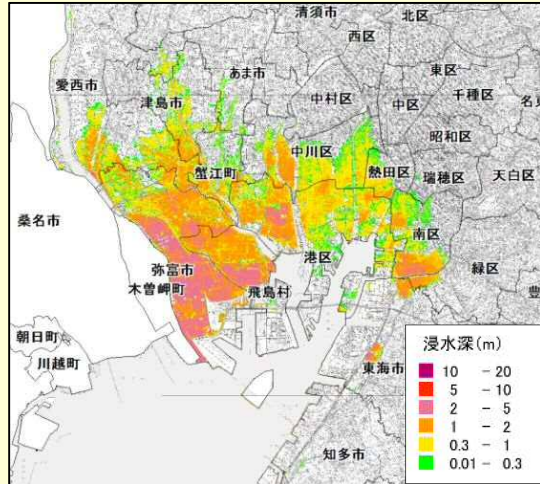 清須市
北区
西区
あま市
東区
愛西市
千種区
津島市
中村区
中区
名東
昭和区
中川区
熱田区
瑞穂区
蟹江町
天白区
桑名市
南区
港区
緑区
弥富市
飛島村
木曽岬町
豊
朝日町
川越町
東海市
知多市
浸水深(m)
10 - 20
5 - 10
2 - 5
1 - 2
0.3 - 1
0.01 - 0.3